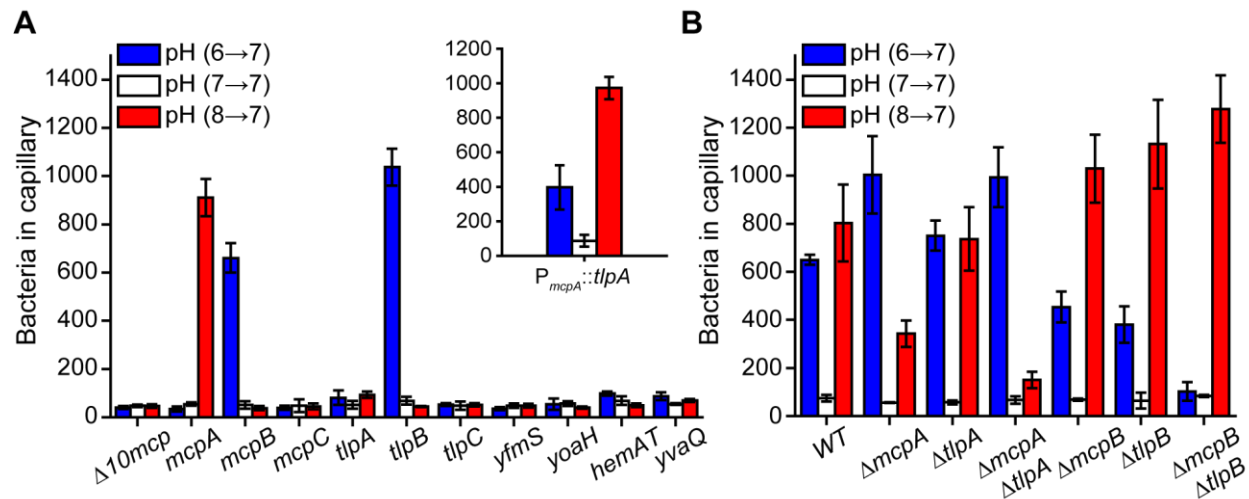 A
pH (6→7)
pH (7→7)
pH (8→7)
Bacteria in capillary
1400
1200
1000
800
600
400
200
0
Δ10mcp
mcpA
mcpB
mcpC
tlpA
tlpB
tlpC
yfmS
yoaH
hemAT
yvaQ
1200
1000
800
600
400
200
0
PmcpA::tlpA
B
pH (6→7)
pH (7→7)
pH (8→7)
Bacteria in capillary
1400
1200
1000
800
600
400
200
0
WT
ΔmcpA
ΔtlpA
ΔmcpA
ΔtlpA
ΔmcpB
ΔtlpB
ΔmcpB
ΔtlpB